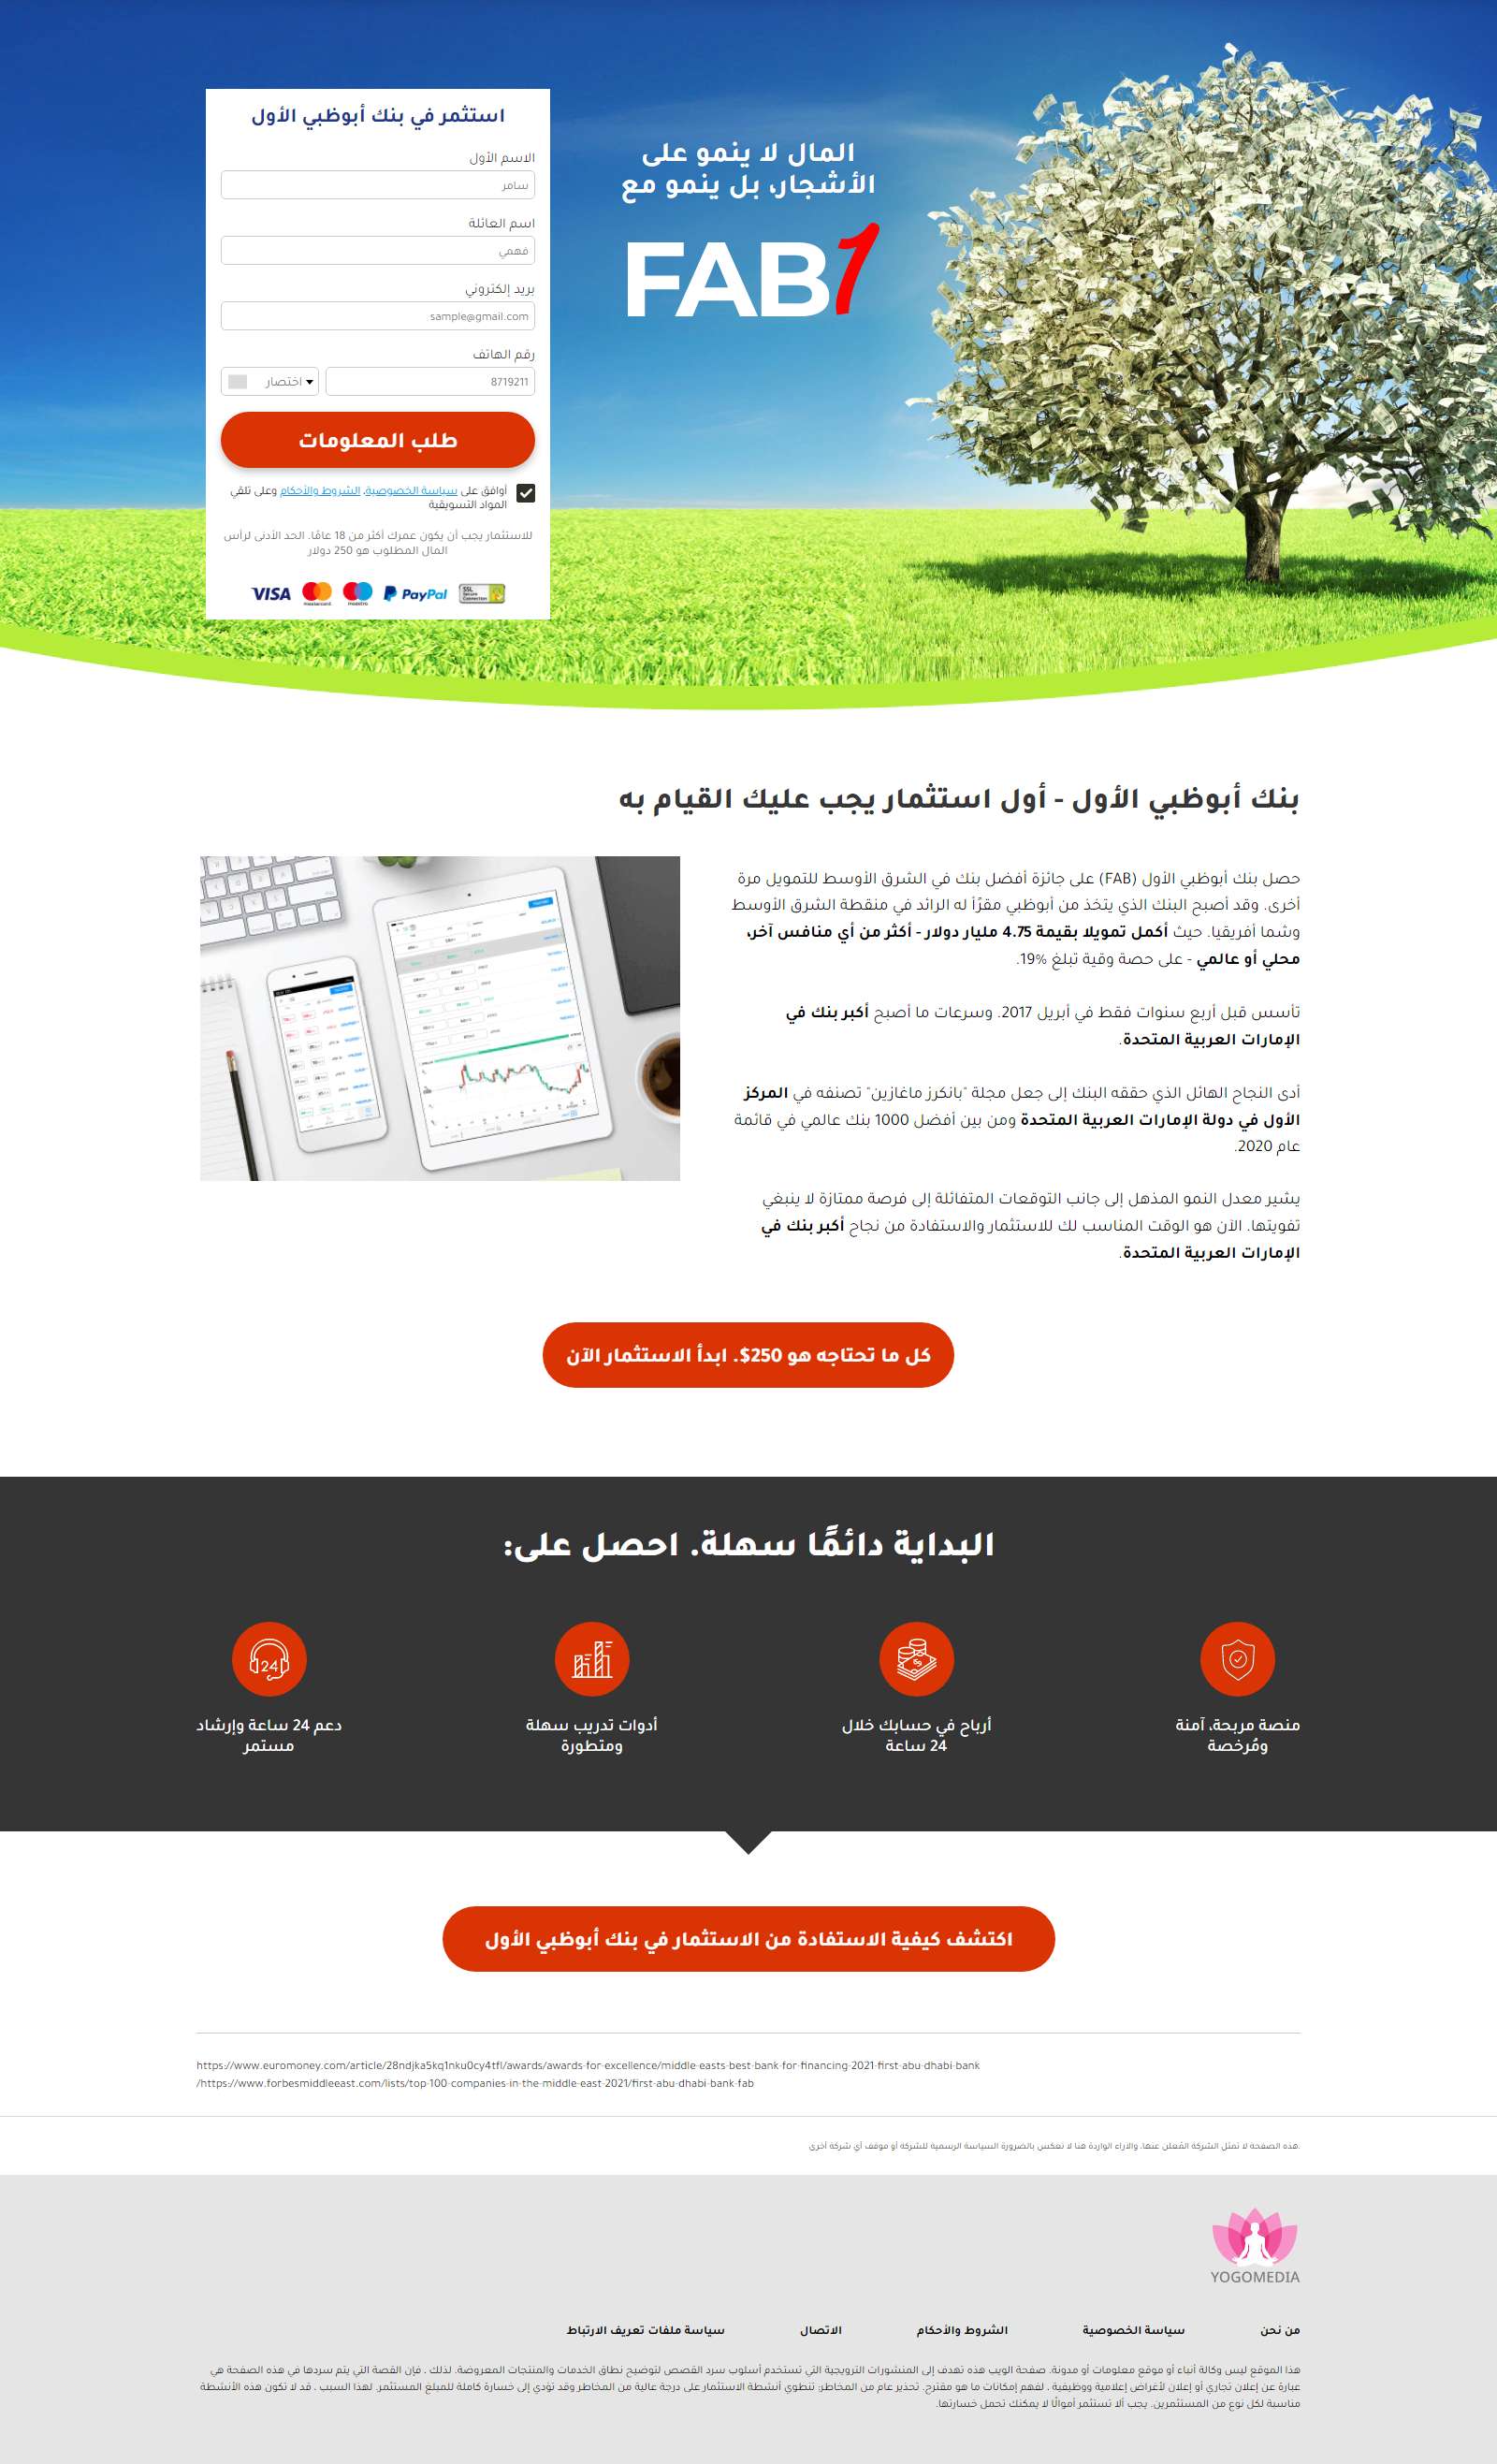 استثمر في بنك أبوظبي الأول
الاسم الأول
سامر
اسم العائلة
فهمي
بريد إلكتروني
sample@gmail.com
رقم الهاتف
8719211
اختصار
طلب المعلومات
أوافق على سياسة الخصوصية، الشروط والأحكام وعلى تلقي
المواد التسويقية
للاستثمار يجب أن يكون عمرك أكثر من 18 عامًا. الحد الأدنى لرأس
المال المطلوب هو 250 دولار
VISA
mastercard
maestro
PayPal
SSL
Secure
Connection
المال لا ينمو على
الأشجار، بل ينمو مع
FAB1
بنك أبوظبي الأول - أول استثمار يجب عليك القيام به
حصل بنك أبوظبي الأول (FAB) على جائزة أفضل بنك في الشرق الأوسط للتمويل مرة
أخرى. وقد أصبح البنك الذي يتخذ من أبوظبي مقرًا له الرائد في منقطة الشرق الأوسط
وشما أفريقيا. حيث أكمل تمويلا بقيمة 4.75 مليار دولار - أكثر من أي منافس آخر،
محلي أو عالمي - على حصة وقية تبلغ 19%.
تأسس قبل أربع سنوات فقط في أبريل 2017. وسرعات ما أصبح أكبر بنك في
الإمارات العربية المتحدة.
أدى النجاح الهائل الذي حققه البنك إلى جعل مجلة "بانكرز ماغازين" تصنفه في المركز
الأول في دولة الإمارات العربية المتحدة ومن بين أفضل 1000 بنك عالمي في قائمة
عام 2020.
يشير معدل النمو المذهل إلى جانب التوقعات المتفائلة إلى فرصة ممتازة لا ينبغي
تفويتها. الآن هو الوقت المناسب لك للاستثمار والاستفادة من نجاح أكبر بنك في
الإمارات العربية المتحدة.
كل ما تحتاجه هو 250$. ابدأ الاستثمار الآن
البداية دائمًا سهلة. احصل على:
منصة مربحة، آمنة
ومُرخصة
أرباح في حسابك خلال
24 ساعة
أدوات تدريب سهلة
ومتطورة
24
دعم 24 ساعة وإرشاد
مستمر
اكتشف كيفية الاستفادة من الاستثمار في بنك أبوظبي الأول
https://www.euromoney.com/article/28ndjka5kq1nku0cy4tfl/awards/awards-for-excellence/middle-easts-best-bank-for-financing-2021-first-abu-dhabi-bank
/https://www.forbesmiddleeast.com/lists/top-100-companies-in-the-middle-east-2021/first-abu-dhabi-bank-fab
.هذه الصفحة لا تمثل الشركة المُعلن عنها. والآراء الواردة هنا لا تعكس بالضرورة السياسة الرسمية للشركة أو موقف أي شركة أخرى
YOGOMEDIA
من نحن
سياسة الخصوصية
الشروط والأحكام
الاتصال
سياسة ملفات تعريف الارتباط
هذا الموقع ليس وكالة أنباء أو موقع معلومات أو مدونة. صفحة الويب هذه تهدف إلى المنشورات الترويجية التي تستخدم أسلوب سرد القصص لتوضيح نطاق الخدمات والمنتجات المعروضة. لذلك ، فإن القصة التي يتم سردها في هذه الصفحة هي
عبارة عن إعلان تجاري أو إعلان لأغراض إعلامية ووظيفية ، لفهم إمكانات ما هو مقترح. تحذير عام من المخاطر: تنطوي أنشطة الاستثمار على درجة عالية من المخاطر وقد تؤدي إلى خسارة كاملة للمبلغ المستثمر. لهذا السبب ، قد لا تكون هذه الأنشطة
مناسبة لكل نوع من المستثمرين. يجب ألا تستثمر أموالًا لا يمكنك تحمل خسارتها.